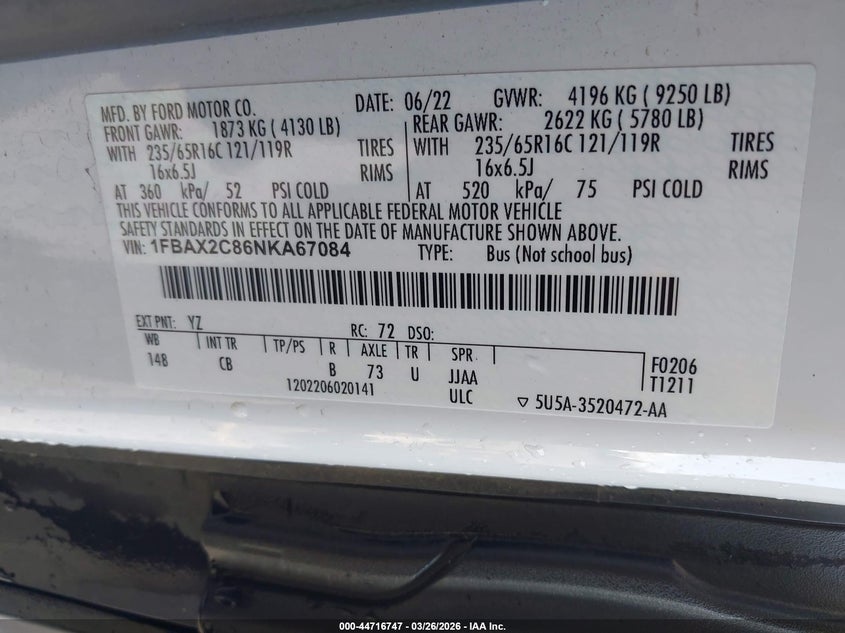 MFD. BY FORD MOTOR CO. DATE: 06/22 GVWR: 4196 KG ( 9250 LB)
FRONT GAWR: 1873 KG ( 4130 LB) REAR GAWR: 2622 KG ( 5780 LB)
WITH 235/65R16C 121/119R TIRES WITH 235/65R16C 121/119R TIRES
16x6.5J RIMS 16x6.5J RIMS
AT 360 kPa/ 52 PSI COLD AT 520 kPa/ 75 PSI COLD
THIS VEHICLE CONFORMS TO ALL APPLICABLE FEDERAL MOTOR VEHICLE
SAFETY STANDARDS IN EFFECT ON THE DATE OF MANUFACTURE SHOWN ABOVE.
VIN: 1FBAX2C86NKA67084 TYPE: Bus (Not school bus)
EXT PNT: YZ RC: 72 DSO:
WB INT TR TP/PS R AXLE TR SPR F0206
148 CB B 73 U JJAA T1211
1202206020141 ULC ▽ 5U5A-3520472-AA
000-44716747 — 03/26/2026 — IAA Inc.